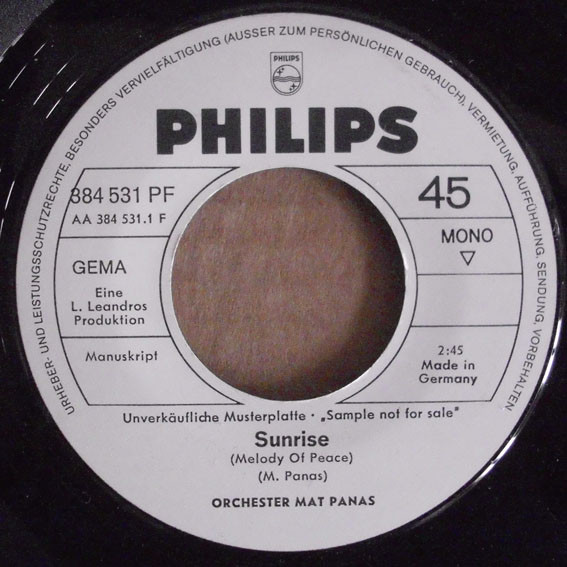 URHEBER- UND LEISTUNGSSCHUTZRECHTE, BESONDERS VERVIELFÄLTIGUNG (AUSSER ZUM PERSÖNLICHEN GEBRAUCH), VERMIETUNG, AUFFÜHRUNG, SENDUNG, VORBEHALTEN
PHILIPS
PHILIPS
384 531 PF
AA 384 531.1 F
45
MONO
GEMA
Eine
L. Leandros
Produktion
Manuskript
2:45
Made in
Germany
Unverkäufliche Musterplatte · „Sample not for sale"
Sunrise
(Melody Of Peace)
(M. Panas)
ORCHESTER MAT PANAS